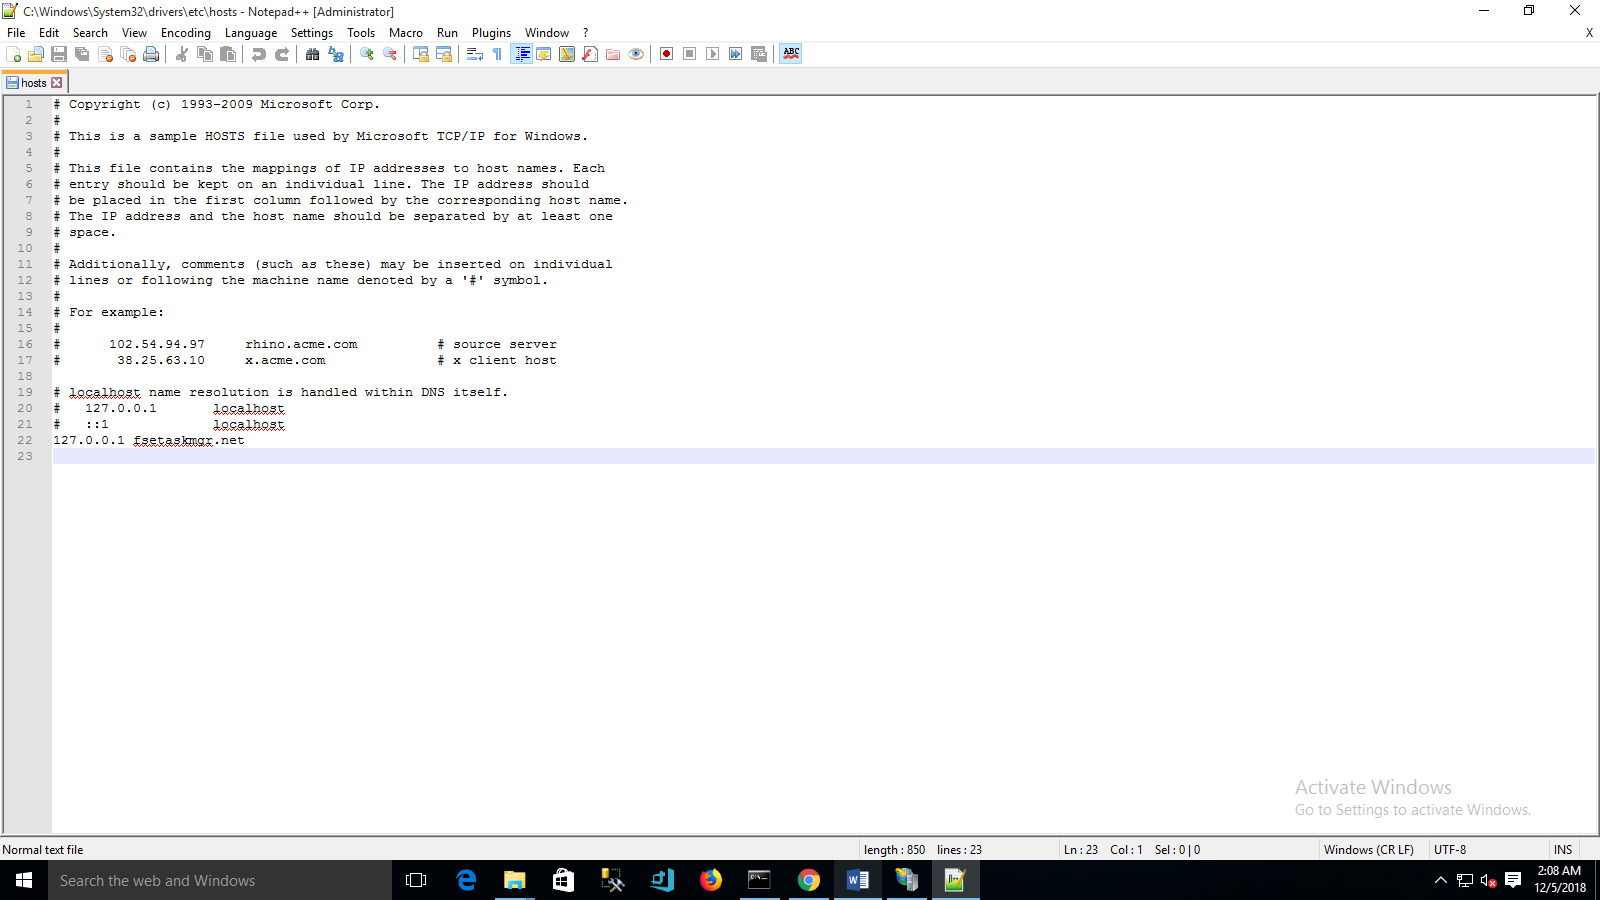 C:\Windows\System32\drivers\etc\hosts - Notepad++ [Administrator]
File Edit Search View Encoding Language Settings Tools Macro Run Plugins Window ? X
ABC
hosts
1 # Copyright (c) 1993-2009 Microsoft Corp.
2 #
3 # This is a sample HOSTS file used by Microsoft TCP/IP for Windows.
4 #
5 # This file contains the mappings of IP addresses to host names. Each
6 # entry should be kept on an individual line. The IP address should
7 # be placed in the first column followed by the corresponding host name.
8 # The IP address and the host name should be separated by at least one
9 # space.
10 #
11 # Additionally, comments (such as these) may be inserted on individual
12 # lines or following the machine name denoted by a '#' symbol.
13 #
14 # For example:
15 #
16 #      102.54.94.97     rhino.acme.com          # source server
17 #       38.25.63.10     x.acme.com              # x client host
18
19 # localhost name resolution is handled within DNS itself.
20 #   127.0.0.1       localhost
21 #   ::1             localhost
22 127.0.0.1 fsetaskmgr.net
23
Activate Windows
Go to Settings to activate Windows.
Normal text file length : 850 lines : 23 Ln : 23 Col : 1 Sel : 0 | 0 Windows (CR LF) UTF-8 INS
Search the web and Windows
2:08 AM
12/5/2018